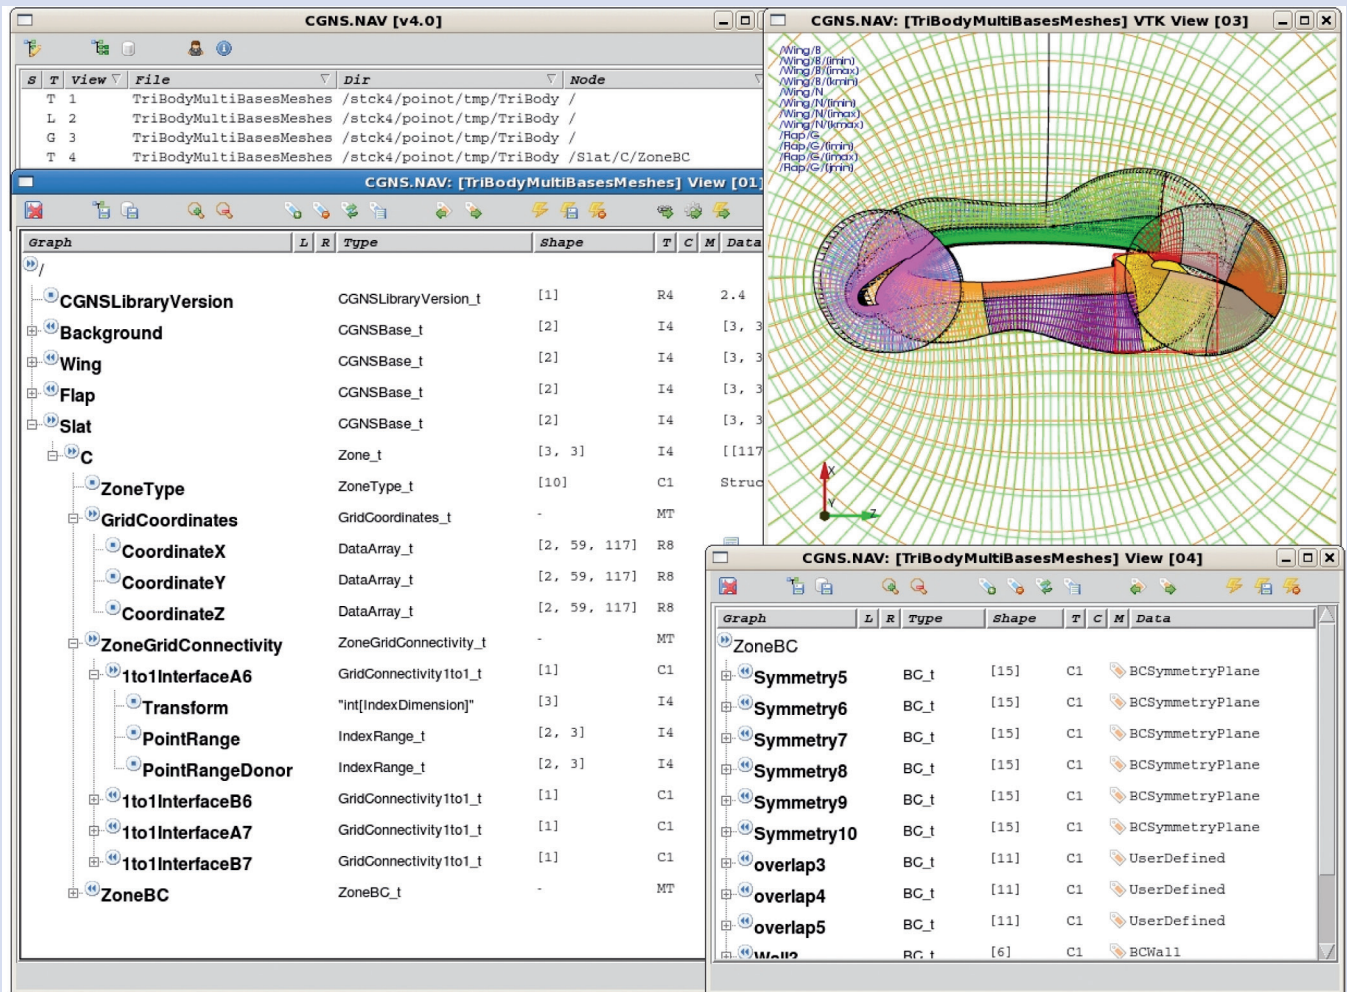 CGNS.NAV [v4.0]
S T View File Dir Node
T 1 TriBodyMultiBasesMeshes /stck4/poinot/tmp/TriBody /
L 2 TriBodyMultiBasesMeshes /stck4/poinot/tmp/TriBody /
G 3 TriBodyMultiBasesMeshes /stck4/poinot/tmp/TriBody /
T 4 TriBodyMultiBasesMeshes /stck4/poinot/tmp/TriBody /Slat/C/ZoneBC
CGNS.NAV: [TriBodyMultiBasesMeshes] View [01]
Graph L R Type Shape T C M Data
/
CGNSLibraryVersion CGNSLibraryVersion_t [1] R4 2.4
Background CGNSBase_t [2] I4 [3, 3
Wing CGNSBase_t [2] I4 [3, 3
Flap CGNSBase_t [2] I4 [3, 3
Slat CGNSBase_t [2] I4 [3, 3
C Zone_t [3, 3] I4 [[117
ZoneType ZoneType_t [10] C1 Struc
GridCoordinates GridCoordinates_t - MT
CoordinateX DataArray_t [2, 59, 117] R8
CoordinateY DataArray_t [2, 59, 117] R8
CoordinateZ DataArray_t [2, 59, 117] R8
ZoneGridConnectivity ZoneGridConnectivity_t - MT
1to1InterfaceA6 GridConnectivity1to1_t [1] C1
Transform "int[IndexDimension]" [3] I4
PointRange IndexRange_t [2, 3] I4
PointRangeDonor IndexRange_t [2, 3] I4
1to1InterfaceB6 GridConnectivity1to1_t [1] C1
1to1InterfaceA7 GridConnectivity1to1_t [1] C1
1to1InterfaceB7 GridConnectivity1to1_t [1] C1
ZoneBC ZoneBC_t - MT
CGNS.NAV: [TriBodyMultiBasesMeshes] VTK View [03]
/Wing/B
/Wing/B/{imin}
/Wing/B/{imax}
/Wing/B/{kmin}
/Wing/N
/Wing/N/{imin}
/Wing/N/{imax}
/Wing/N/{kmax}
/Flap/G
/Flap/G/{imin}
/Flap/G/{imax}
/Flap/G/{jmin}
X
Y
Z
CGNS.NAV: [TriBodyMultiBasesMeshes] View [04]
Graph L R Type Shape T C M Data
ZoneBC
Symmetry5 BC_t [15] C1 BCSymmetryPlane
Symmetry6 BC_t [15] C1 BCSymmetryPlane
Symmetry7 BC_t [15] C1 BCSymmetryPlane
Symmetry8 BC_t [15] C1 BCSymmetryPlane
Symmetry9 BC_t [15] C1 BCSymmetryPlane
Symmetry10 BC_t [15] C1 BCSymmetryPlane
overlap3 BC_t [11] C1 UserDefined
overlap4 BC_t [11] C1 UserDefined
overlap5 BC_t [11] C1 UserDefined
BC_t [6] C1 BCWall